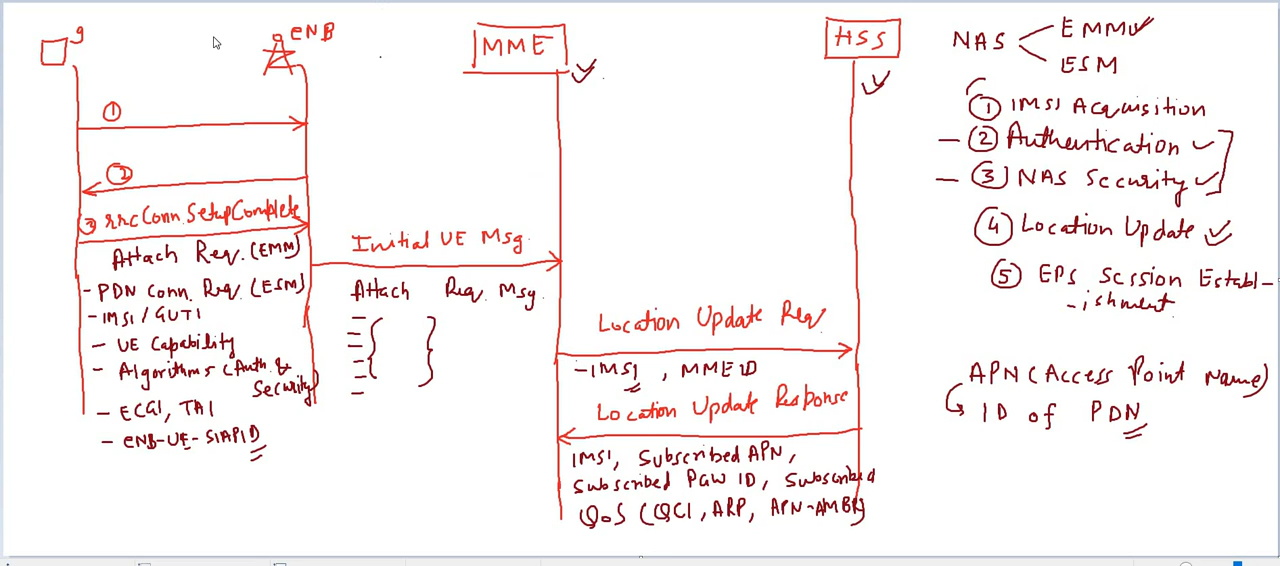 eNB
MME
HSS
①
②
③ rrcConn.SetupComplete
Attach Req. (EMM)
- PDN Conn. Req. (ESM)
- IMSI / GUTI
- UE Capability
- Algorithms (Auth. & Security)
- ECGI, TAI
- eNB-UE-S1APID
Initial UE Msg.
Attach Req. Msg.
Location Update Req.
- IMSI, MME ID
Location Update Response
IMSI, Subscribed APN,
Subscribed PGW ID, Subscribed
QoS (QCI, ARP, APN-AMBR)
NAS
EMM
ESM
① IMSI Acquisition
- ② Authentication
- ③ NAS Security
④ Location Update
⑤ EPS Session Establ-
-ishment
APN (Access Point Name)
ID of PDN